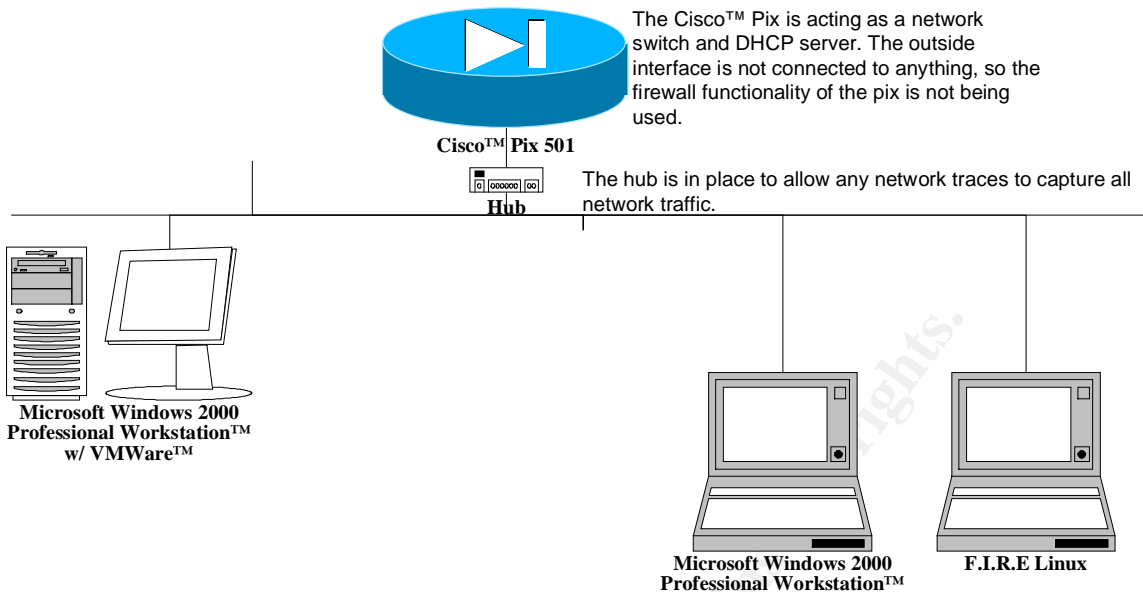 The Cisco™ Pix is acting as a network
switch and DHCP server. The outside
interface is not connected to anything, so the
firewall functionality of the pix is not being
used.
Cisco™ Pix 501
The hub is in place to allow any network traces to capture all
network traffic.
Hub
rights.
Microsoft Windows 2000
Professional Workstation™
w/ VMWare™
Microsoft Windows 2000
Professional Workstation™
F.I.R.E Linux